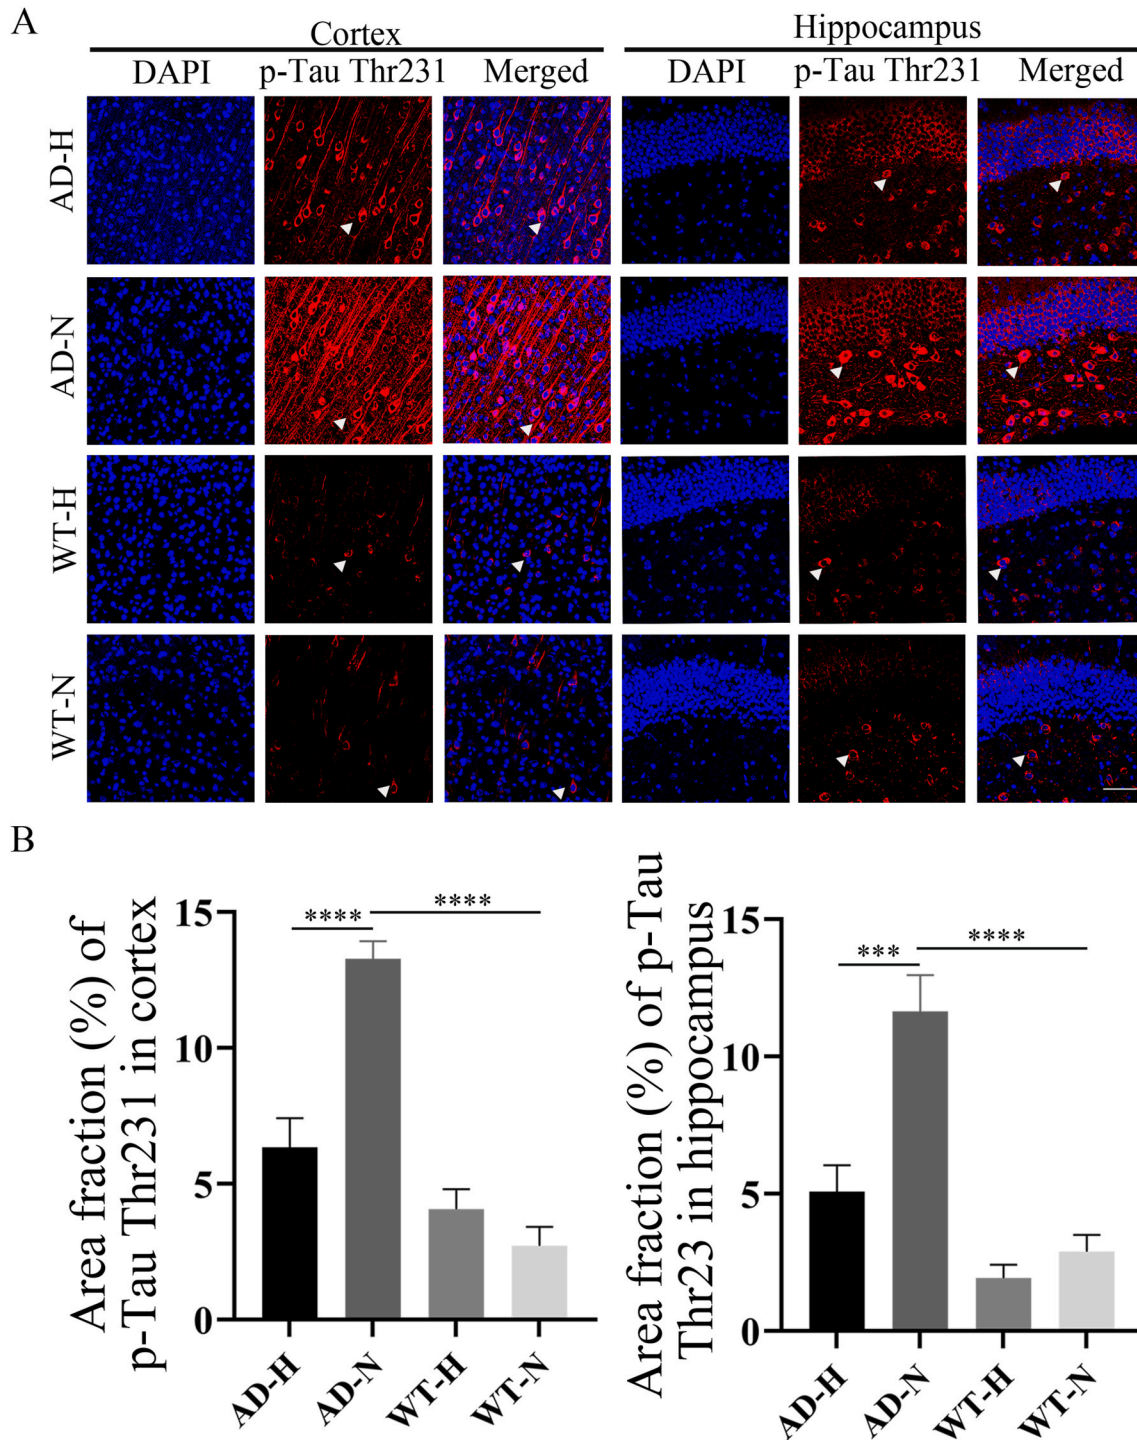 A
Cortex
Hippocampus
DAPI
p-Tau Thr231
Merged
DAPI
p-Tau Thr231
Merged
AD-H
AD-N
WT-H
WT-N
B
Area fraction (%) of
p-Tau Thr231 in cortex
15
10
5
0
****
****
AD-H
AD-N
WT-H
WT-N
Area fraction (%) of p-Tau
Thr23 in hippocampus
15
10
5
0
***
****
AD-H
AD-N
WT-H
WT-N